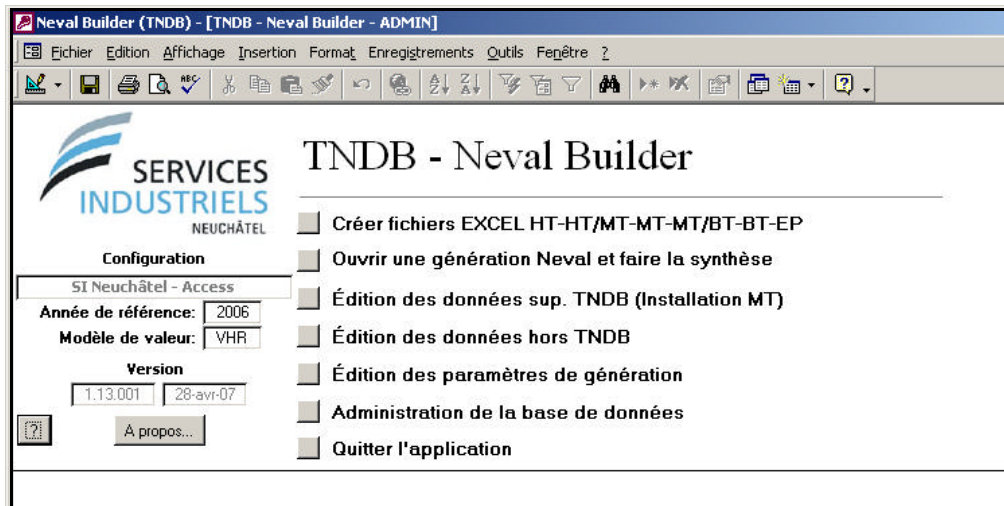 Neval Builder (TNDB) - [TNDB - Neval Builder - ADMIN]
Fichier Edition Affichage Insertion Format Enregistrements Outils Fenêtre ?
SERVICES
INDUSTRIELS
NEUCHÂTEL
Configuration
SI Neuchâtel - Access
Année de référence: 2006
Modèle de valeur: VHR
Version
1.13.001 28-avr-07
? A propos...
TNDB - Neval Builder
Créer fichiers EXCEL HT-HT/MT-MT-MT/BT-BT-EP
Ouvrir une génération Neval et faire la synthèse
Édition des données sup. TNDB (Installation MT)
Édition des données hors TNDB
Édition des paramètres de génération
Administration de la base de données
Quitter l'application